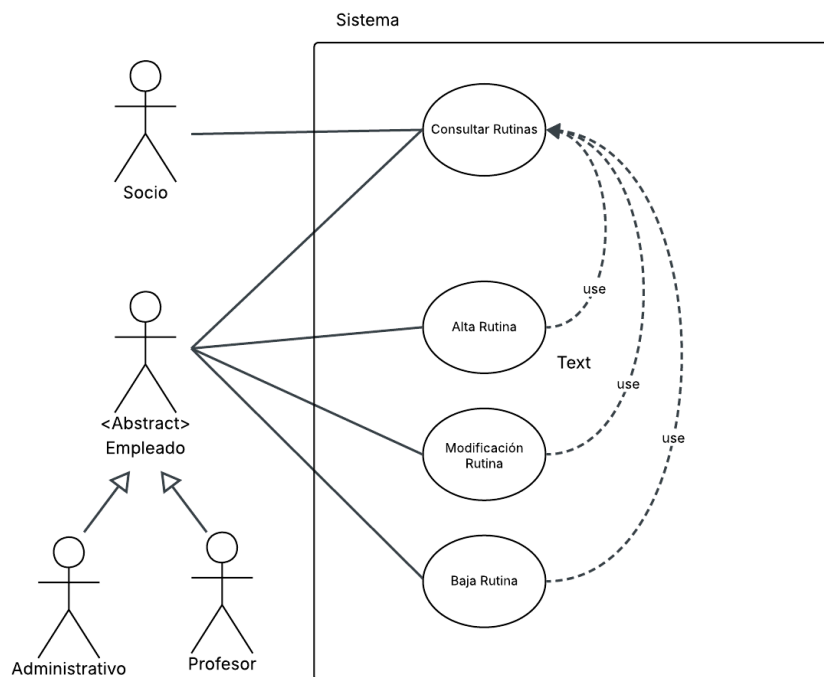 Sistema
Consultar Rutinas
Socio
use
Alta Rutina
Text
use
<Abstract>
Empleado
Modificación
Rutina
use
Baja Rutina
Administrativo
Profesor